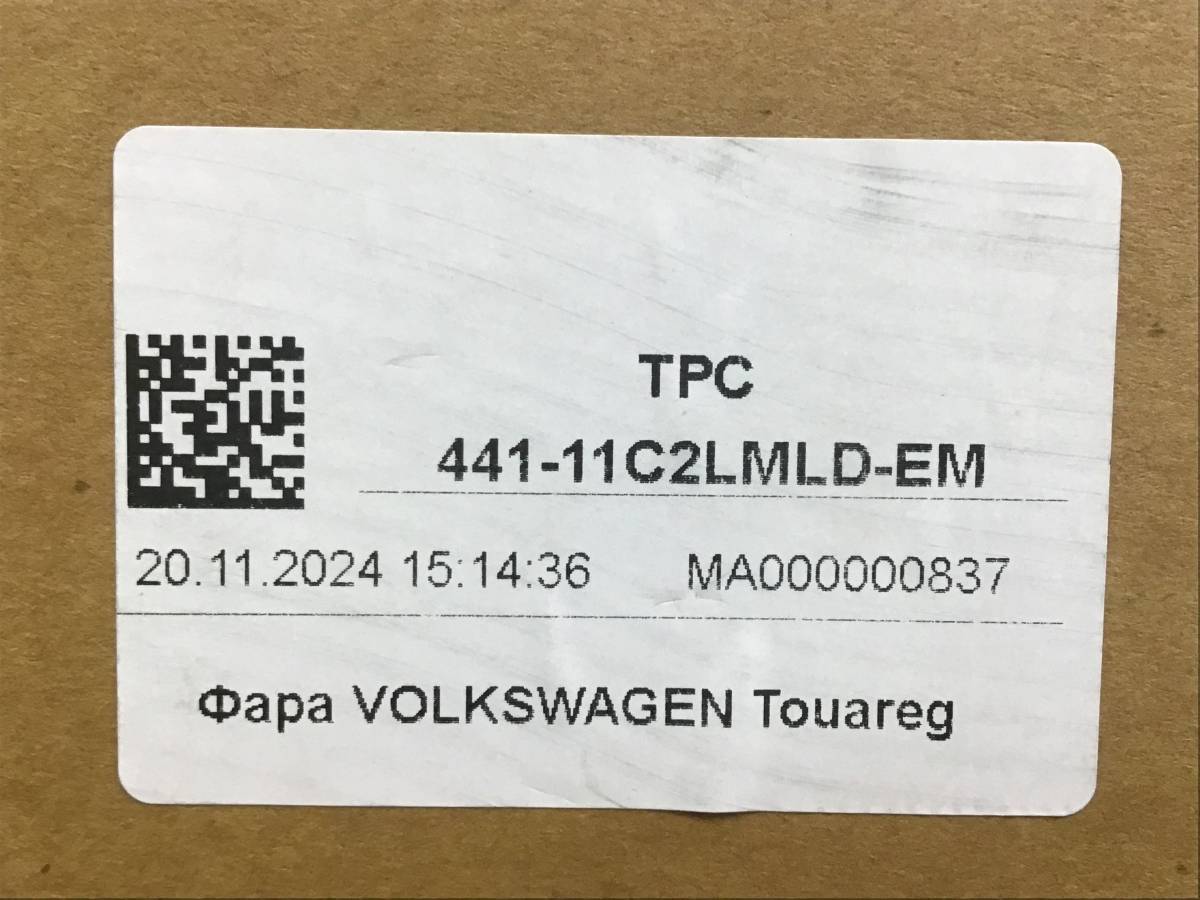 TPC
441-11C2LMLD-EM
20.11.2024 15:14:36 MA000000837
Фара VOLKSWAGEN Touareg